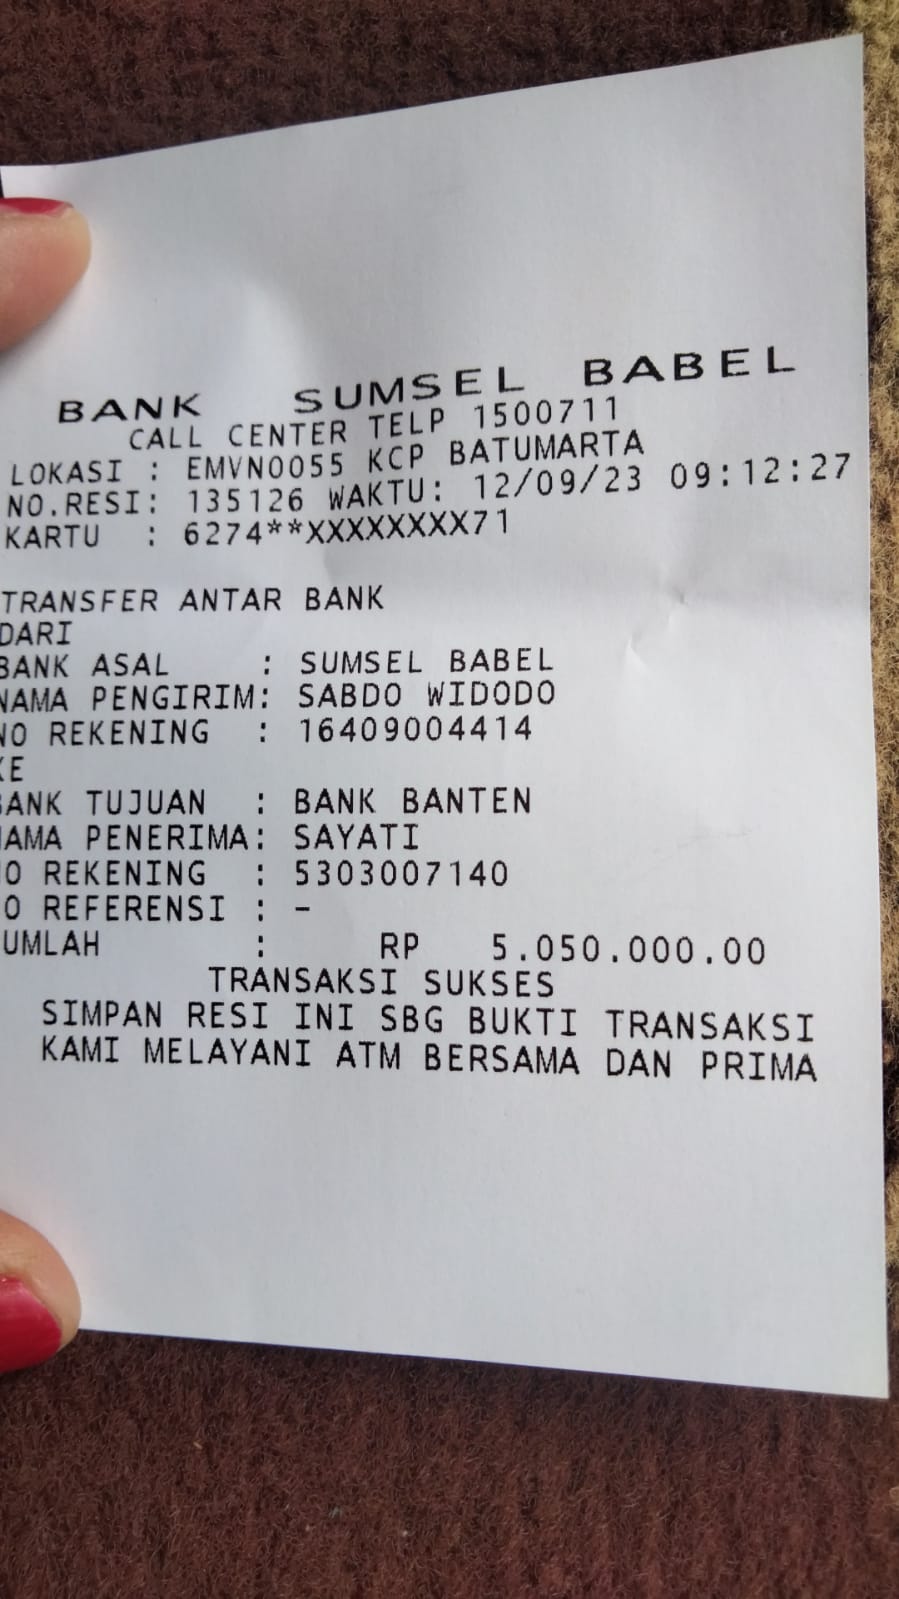 BANK SUMSEL BABEL
CALL CENTER TELP 1500711
LOKASI : EMVN0055 KCP BATUMARTA
NO.RESI: 135126 WAKTU: 12/09/23 09:12:27
KARTU : 6274**XXXXXXXXX71
TRANSFER ANTAR BANK
DARI
BANK ASAL : SUMSEL BABEL
NAMA PENGIRIM: SABDO WIDODO
NO REKENING : 16409004414
KE
BANK TUJUAN : BANK BANTEN
NAMA PENERIMA: SAYATI
O REKENING : 5303007140
O REFERENSI : -
UMLAH : RP 5.050.000.00
TRANSAKSI SUKSES
SIMPAN RESI INI SBG BUKTI TRANSAKSI
KAMI MELAYANI ATM BERSAMA DAN PRIMA